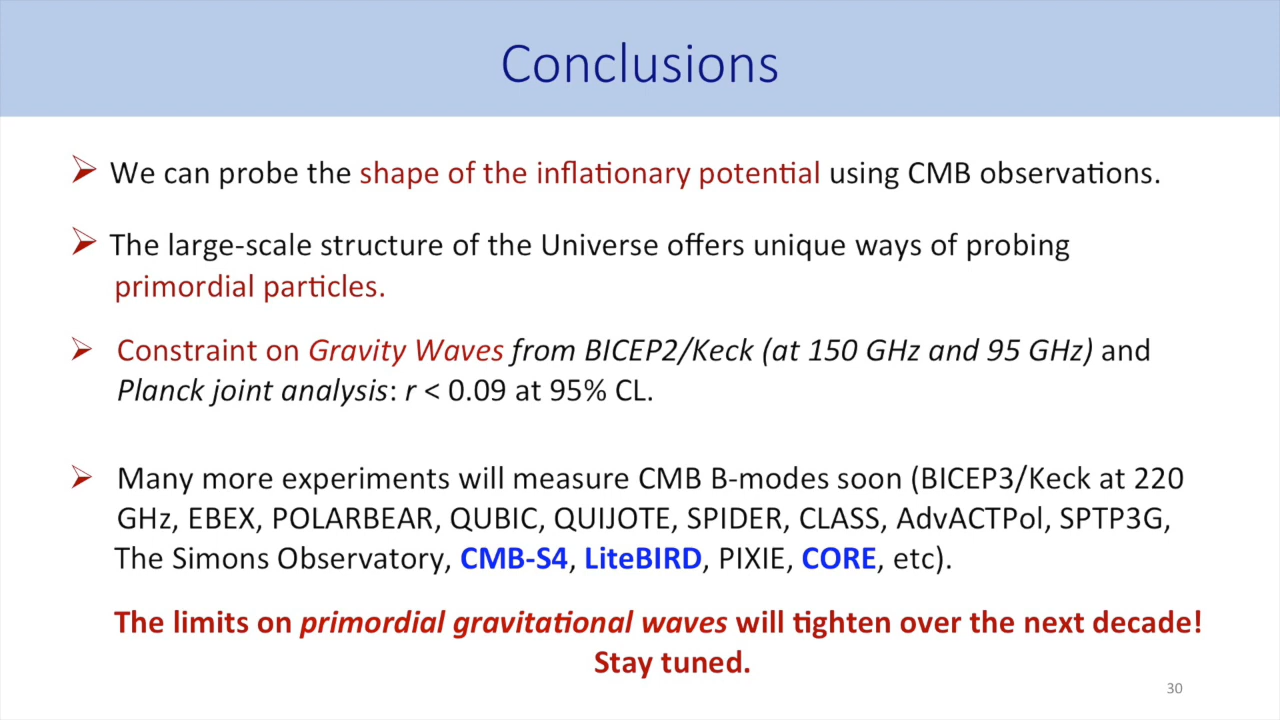 Conclusions
We can probe the shape of the inflationary potential using CMB observations.
The large-scale structure of the Universe offers unique ways of probing
primordial particles.
Constraint on Gravity Waves from BICEP2/Keck (at 150 GHz and 95 GHz) and
Planck joint analysis: r < 0.09 at 95% CL.
Many more experiments will measure CMB B-modes soon (BICEP3/Keck at 220
GHz, EBEX, POLARBEAR, QUBIC, QUIJOTE, SPIDER, CLASS, AdvACTPol, SPTP3G,
The Simons Observatory, CMB-S4, LiteBIRD, PIXIE, CORE, etc).
The limits on primordial gravitational waves will tighten over the next decade!
Stay tuned.
30